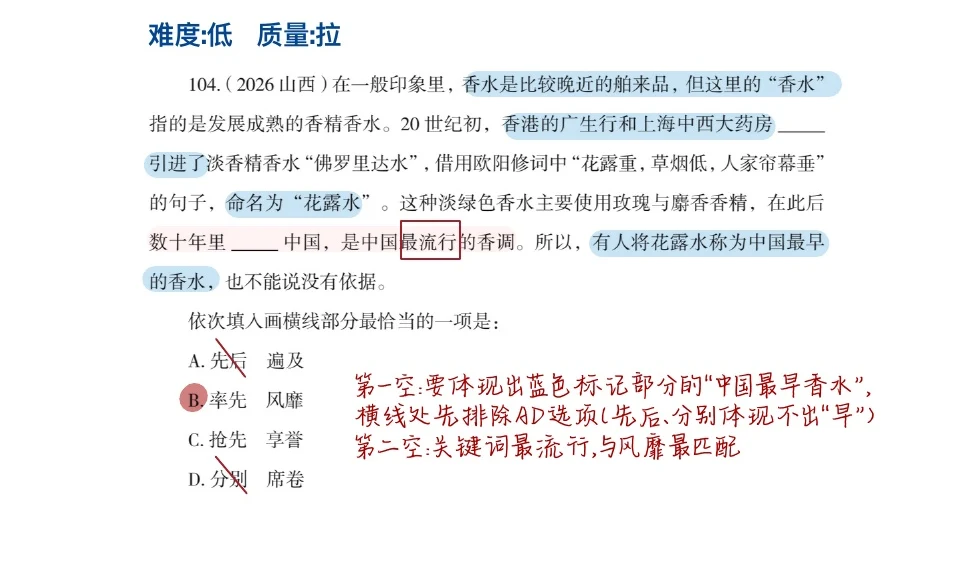 难度:低 质量:拉
104.（2026山西）在一般印象里，香水是比较晚近的舶来品，但这里的“香水”
指的是发展成熟的香精香水。20世纪初，香港的广生行和上海中西大药房_____
引进了淡香精香水“佛罗里达水”，借用欧阳修词中“花露重，草烟低，人家帘幕垂”
的句子，命名为“花露水”。这种淡绿色香水主要使用玫瑰与麝香香精，在此后
数十年里_____中国，是中国最流行的香调。所以，有人将花露水称为中国最早
的香水，也不能说没有依据。
依次填入画横线部分最恰当的一项是：
A. 先后 遍及
B. 率先 风靡
C. 抢先 享誉
D. 分别 席卷
第一空:要体现出蓝色标记部分的“中国最早香水”,
横线处先排除AD选项(先后、分别体现不出“早”)
第二空:关键词最流行,与风靡最匹配